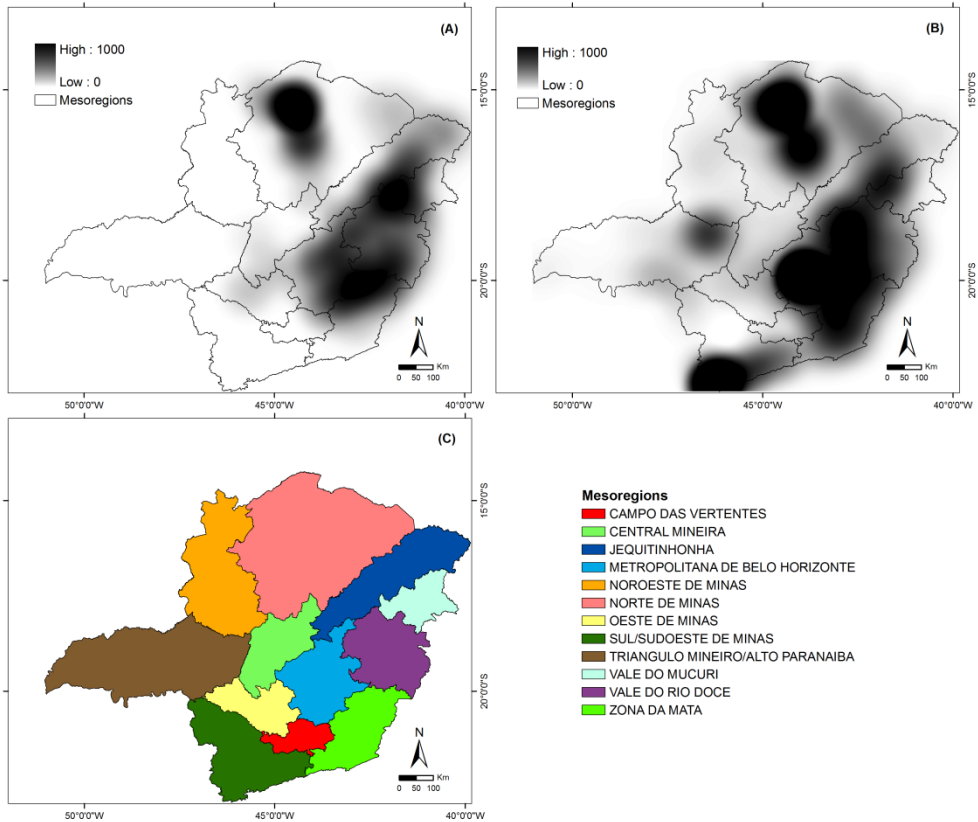 (A)
High : 1000
Low : 0
Mesoregions
N
Km
0 50 100
15°0'0"S
20°0'0"S
50°0'0"W
45°0'0"W
40°0'0"W
(B)
High : 1000
Low : 0
Mesoregions
N
Km
0 50 100
15°0'0"S
20°0'0"S
50°0'0"W
45°0'0"W
40°0'0"W
(C)
N
Km
0 50 100
15°0'0"S
20°0'0"S
50°0'0"W
45°0'0"W
40°0'0"W
Mesoregions
CAMPO DAS VERTENTES
CENTRAL MINEIRA
JEQUITINHONHA
METROPOLITANA DE BELO HORIZONTE
NOROESTE DE MINAS
NORTE DE MINAS
OESTE DE MINAS
SUL/SUDOESTE DE MINAS
TRIANGULO MINEIRO/ALTO PARANAIBA
VALE DO MUCURI
VALE DO RIO DOCE
ZONA DA MATA